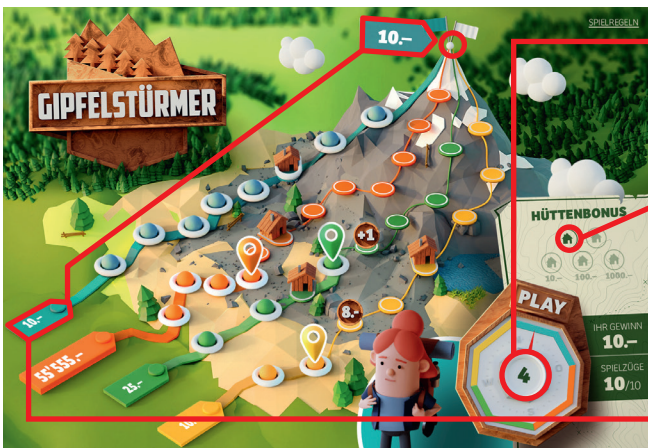 SPIELREGELN
10.–
GIPFELSTÜRMER
HÜTTENBONUS
+1
10.– 100.– 1000.–
PLAY
8.–
10.–
IHR GEWINN
10.–
55'555.–
4
SPIELZÜGE
10/10
25.–